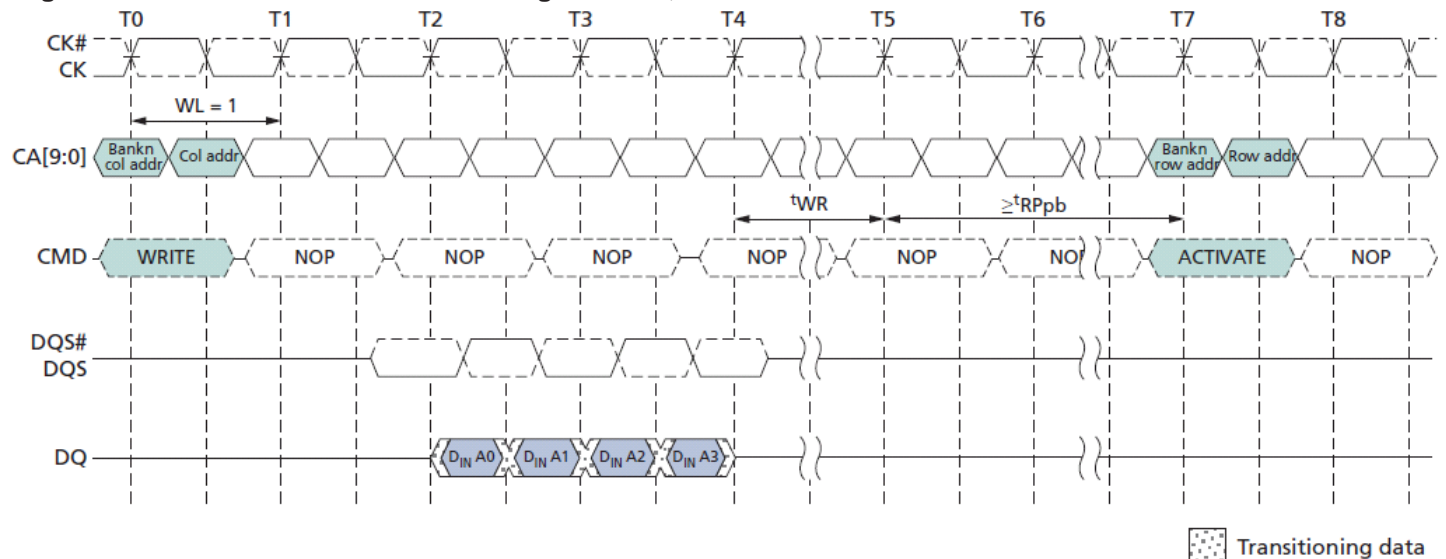 T0 T1 T2 T3 T4 T5 T6 T7 T8
CK#
CK
WL = 1
CA[9:0]
Bankn
col addr
Col addr
Bankn
row addr
Row addr
tWR
≥tRPpb
CMD
WRITE NOP NOP NOP NOP NOP NOP ACTIVATE NOP
DQS#
DQS
DQ
DIN A0 DIN A1 DIN A2 DIN A3
Transitioning data